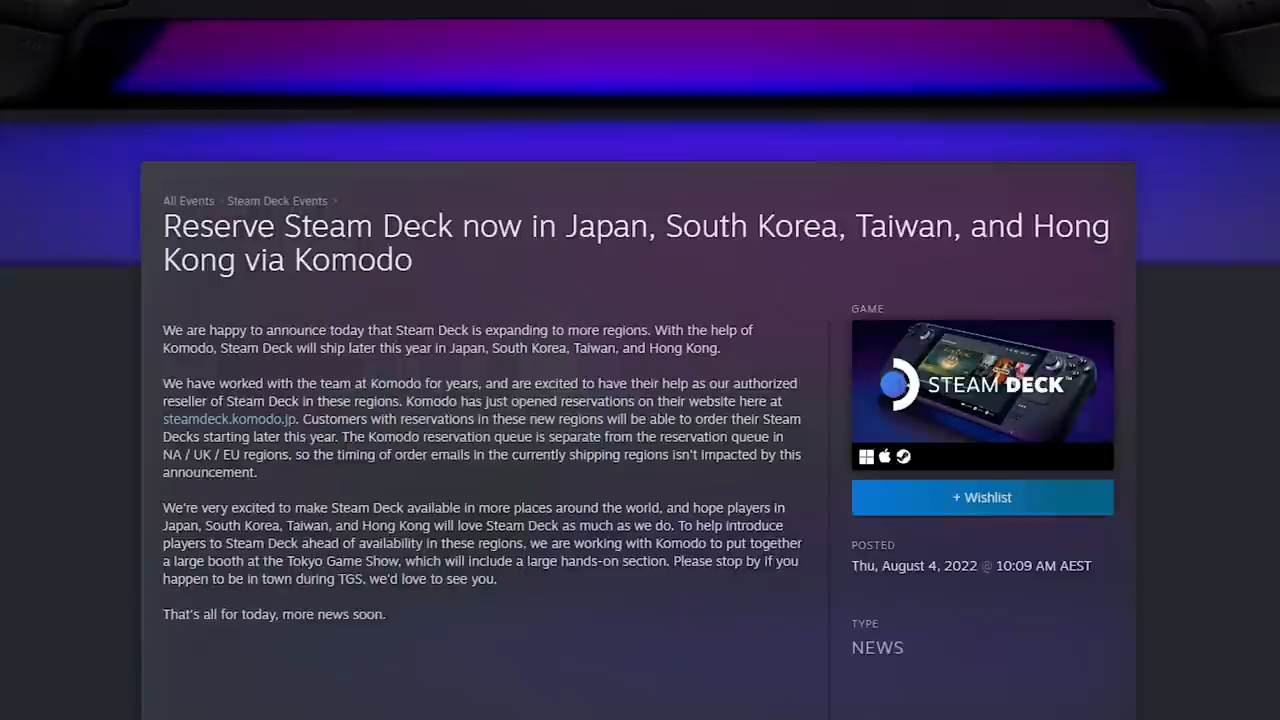 All Events > Steam Deck Events >
Reserve Steam Deck now in Japan, South Korea, Taiwan, and Hong
Kong via Komodo
We are happy to announce today that Steam Deck is expanding to more regions. With the help of
Komodo, Steam Deck will ship later this year in Japan, South Korea, Taiwan, and Hong Kong.
We have worked with the team at Komodo for years, and are excited to have their help as our authorized
reseller of Steam Deck in these regions. Komodo has just opened reservations on their website here at
steamdeck.komodo.jp. Customers with reservations in these new regions will be able to order their Steam
Decks starting later this year. The Komodo reservation queue is separate from the reservation queue in
NA / UK / EU regions, so the timing of order emails in the currently shipping regions isn't impacted by this
announcement.
We're very excited to make Steam Deck available in more places around the world, and hope players in
Japan, South Korea, Taiwan, and Hong Kong will love Steam Deck as much as we do. To help introduce
players to Steam Deck ahead of availability in these regions, we are working with Komodo to put together
a large booth at the Tokyo Game Show, which will include a large hands-on section. Please stop by if you
happen to be in town during TGS, we'd love to see you.
That's all for today, more news soon.
GAME
STEAM DECK™
+ Wishlist
POSTED
Thu, August 4, 2022 @ 10:09 AM AEST
TYPE
NEWS